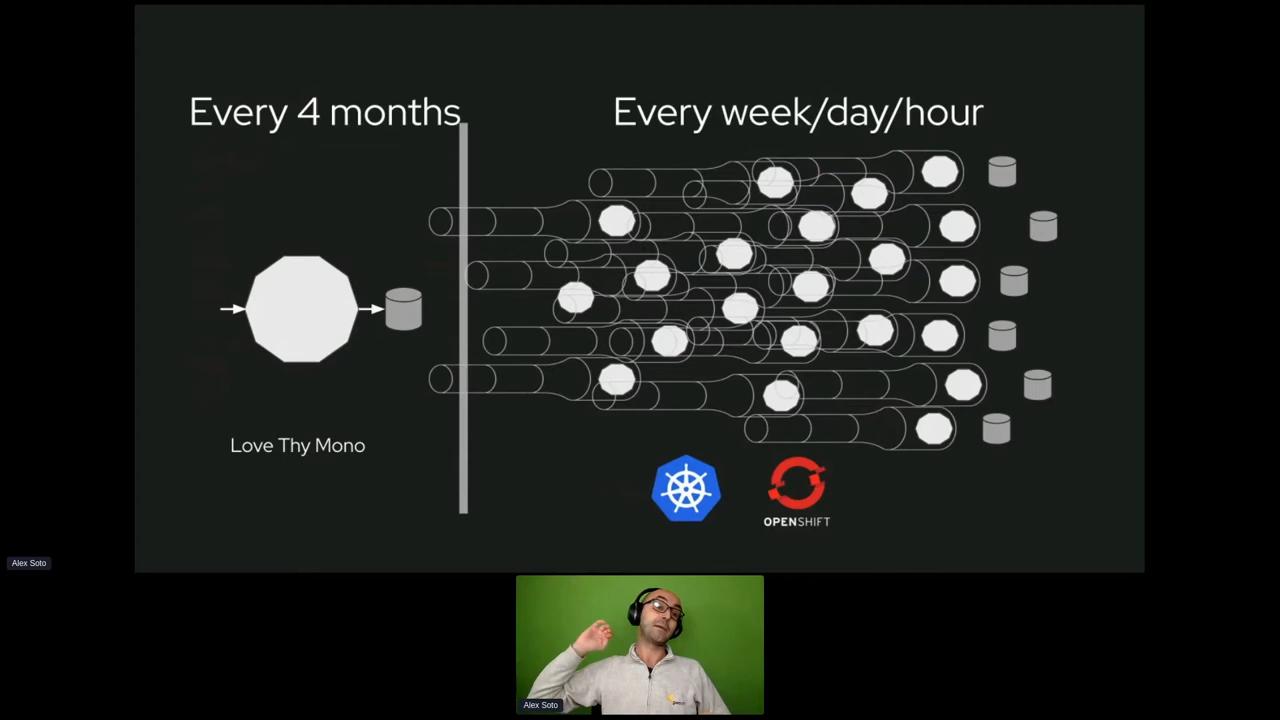 Every 4 months
Every week/day/hour
Love Thy Mono
OPENSHIFT
Alex Soto
Alex Soto